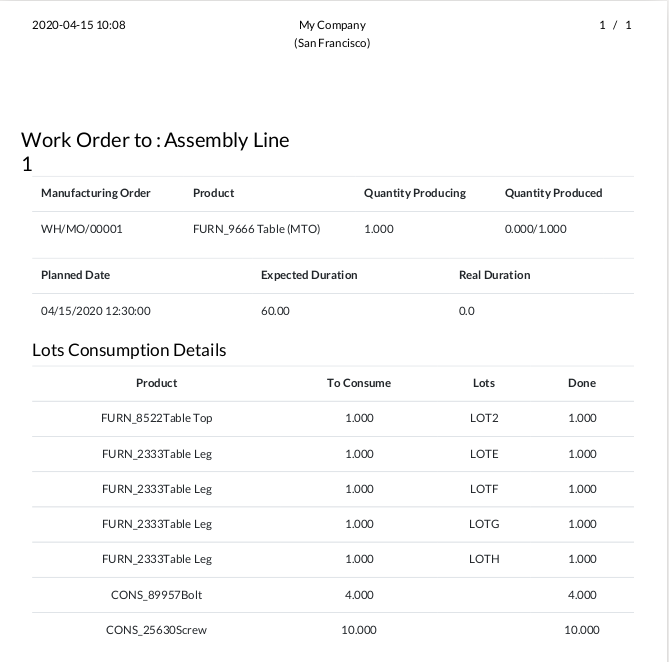 2020-04-15 10:08 My Company 1 / 1
(San Francisco)
Work Order to : Assembly Line
1
Manufacturing Order Product Quantity Producing Quantity Produced
WH/MO/00001 FURN_9666 Table (MTO) 1.000 0.000/1.000
Planned Date Expected Duration Real Duration
04/15/2020 12:30:00 60.00 0.0
Lots Consumption Details
Product To Consume Lots Done
FURN_8522Table Top 1.000 LOT2 1.000
FURN_2333Table Leg 1.000 LOTE 1.000
FURN_2333Table Leg 1.000 LOTF 1.000
FURN_2333Table Leg 1.000 LOTG 1.000
FURN_2333Table Leg 1.000 LOTH 1.000
CONS_89957Bolt 4.000 4.000
CONS_25630Screw 10.000 10.000